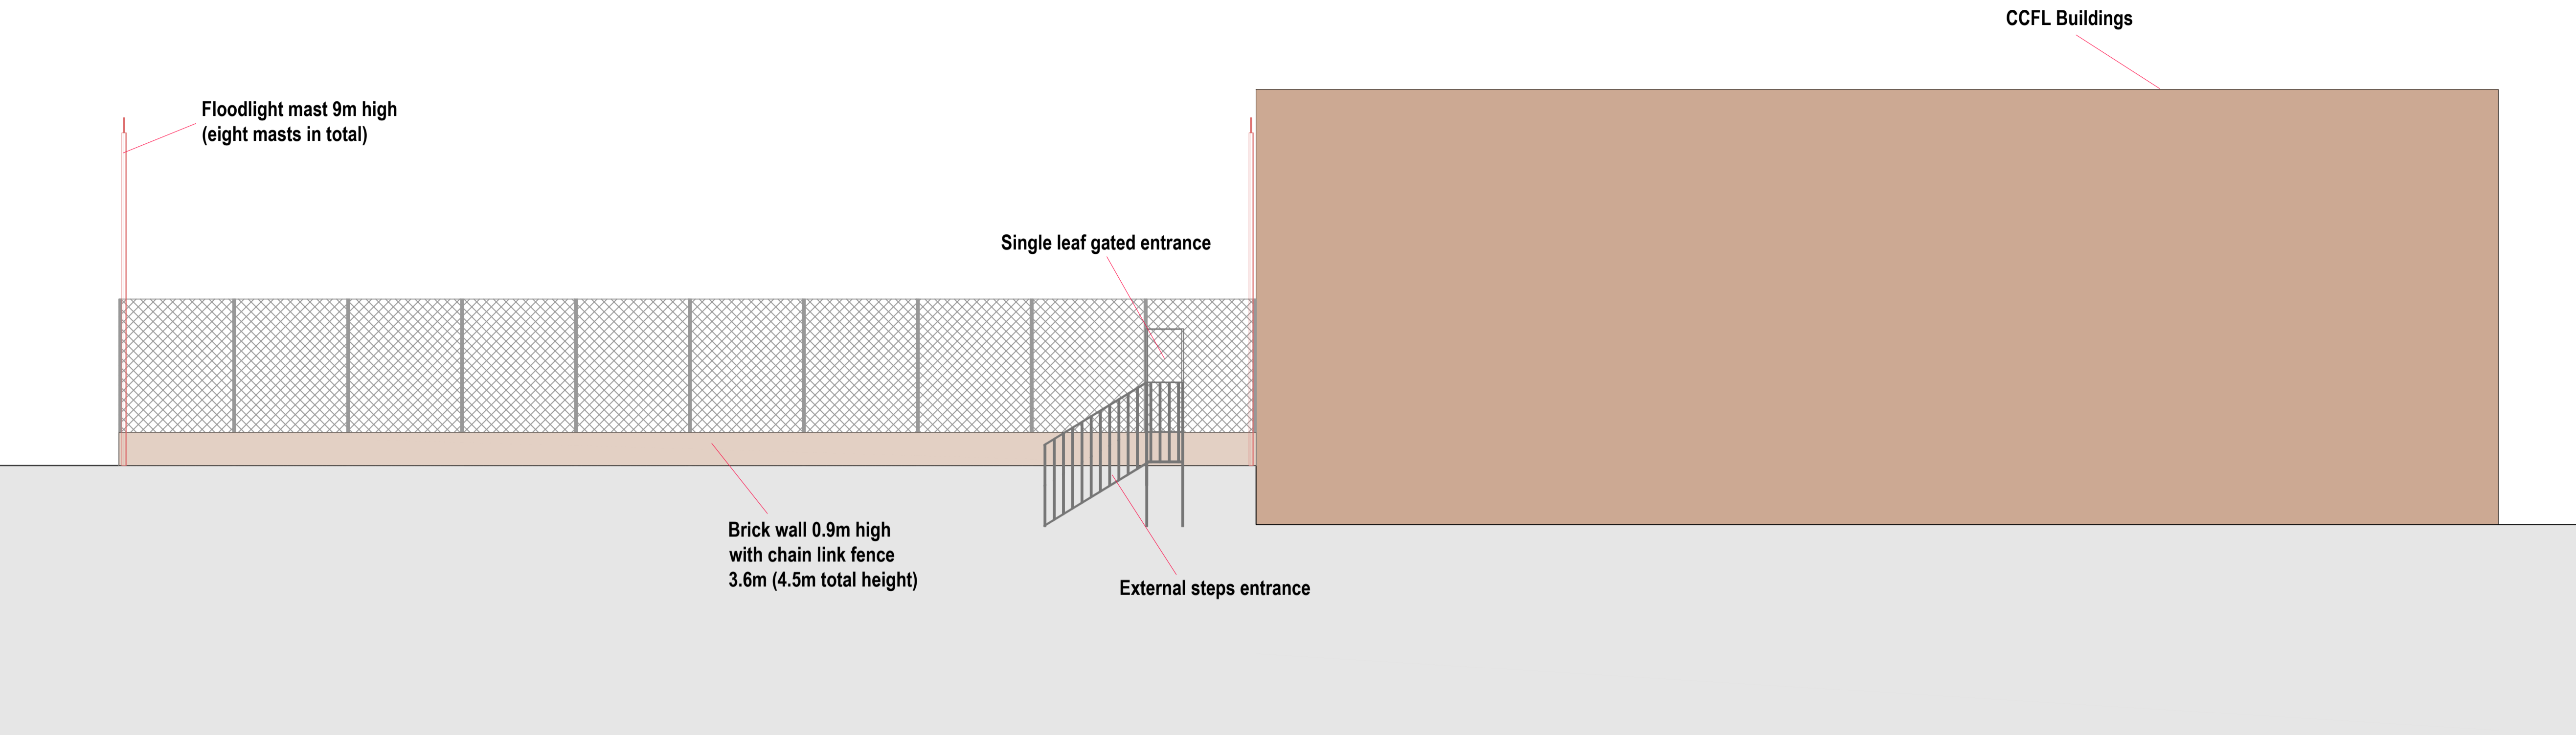 CCFL Buildings
Floodlight mast 9m high
(eight masts in total)
Single leaf gated entrance
Brick wall 0.9m high
with chain link fence
3.6m (4.5m total height)
External steps entrance